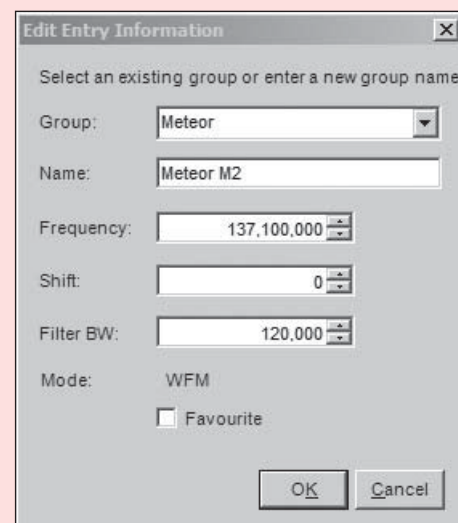 Edit Entry Information
Select an existing group or enter a new group name
Group: Meteor
Name: Meteor M2
Frequency: 137,100,000
Shift: 0
Filter BW: 120,000
Mode: WFM
Favourite
OK Cancel